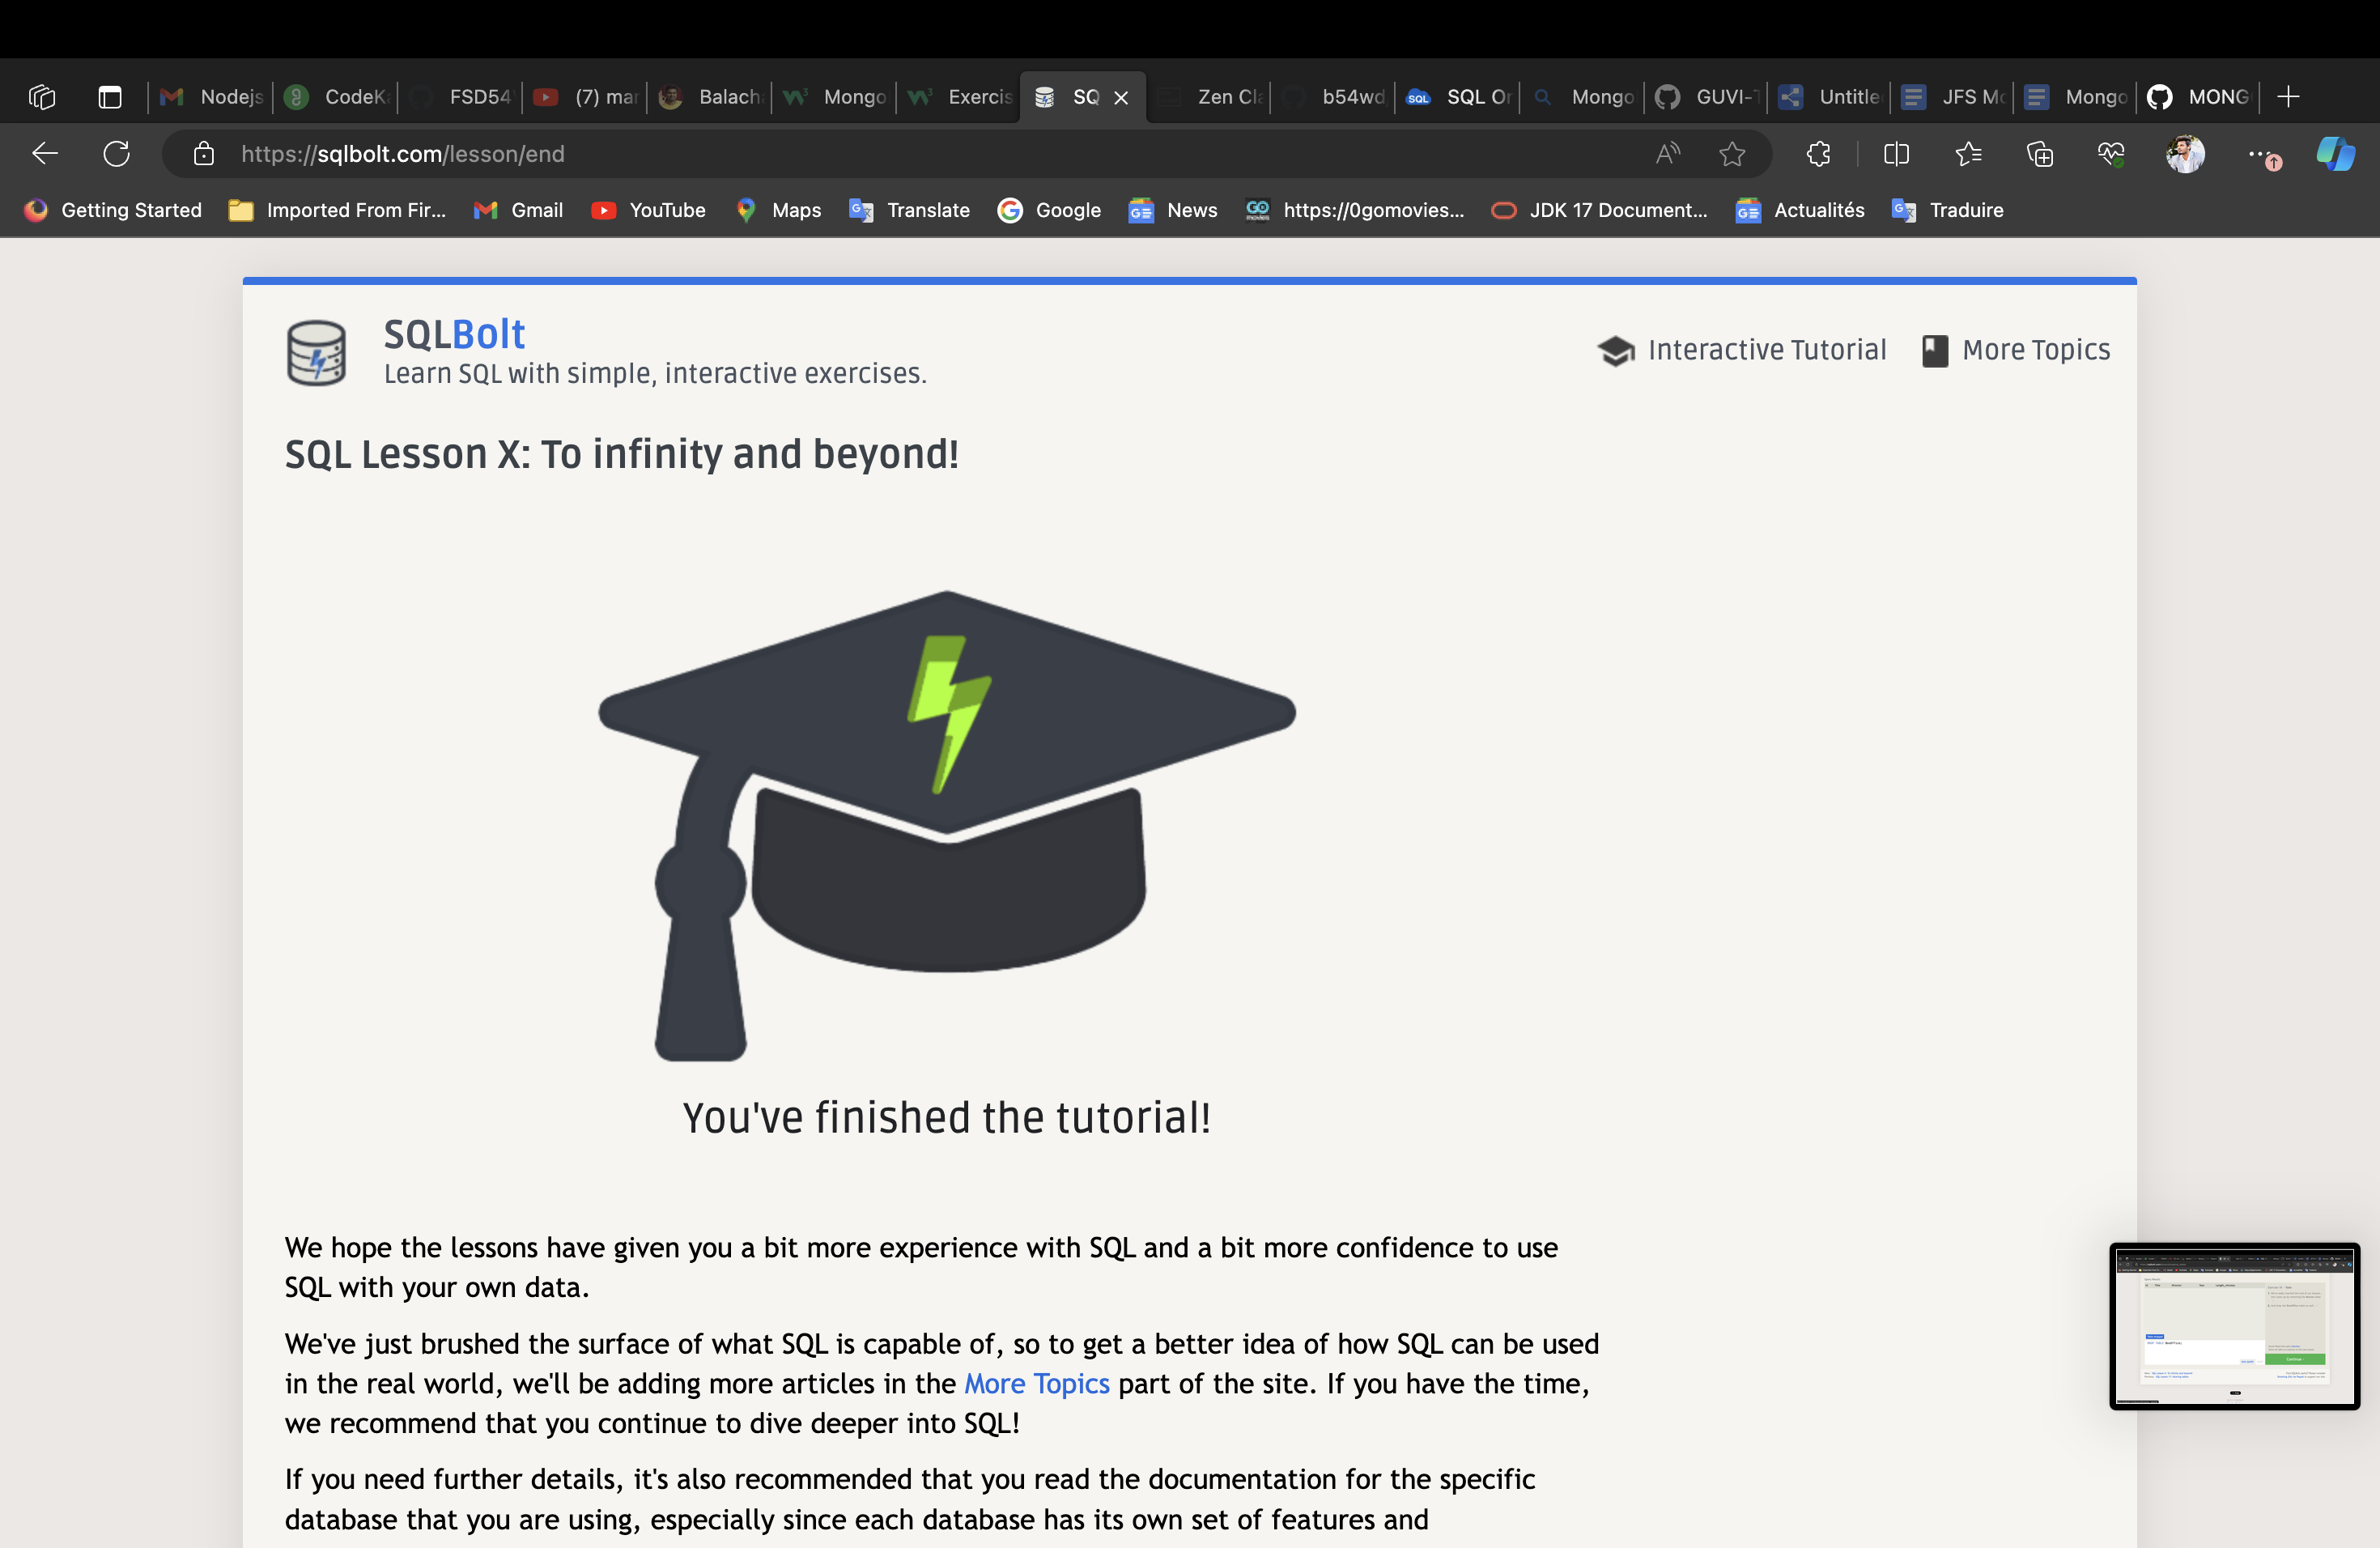 Nodejs
CodeK
FSD54
(7) mar
Balach
Mongo
Exercis
SQ
Zen Cl
b54wd
SQL Or
Mongo
GUVI-
Untitle
JFS M
Mongo
MONG
https://sqlbolt.com/lesson/end
Getting Started
Imported From Fir...
Gmail
YouTube
Maps
Translate
Google
News
https://0gomovies...
JDK 17 Document...
Actualités
Traduire
SQLBolt
Learn SQL with simple, interactive exercises.
Interactive Tutorial
More Topics
SQL Lesson X: To infinity and beyond!
You've finished the tutorial!
We hope the lessons have given you a bit more experience with SQL and a bit more confidence to use
SQL with your own data.
We've just brushed the surface of what SQL is capable of, so to get a better idea of how SQL can be used
in the real world, we'll be adding more articles in the More Topics part of the site. If you have the time,
we recommend that you continue to dive deeper into SQL!
If you need further details, it's also recommended that you read the documentation for the specific
database that you are using, especially since each database has its own set of features and